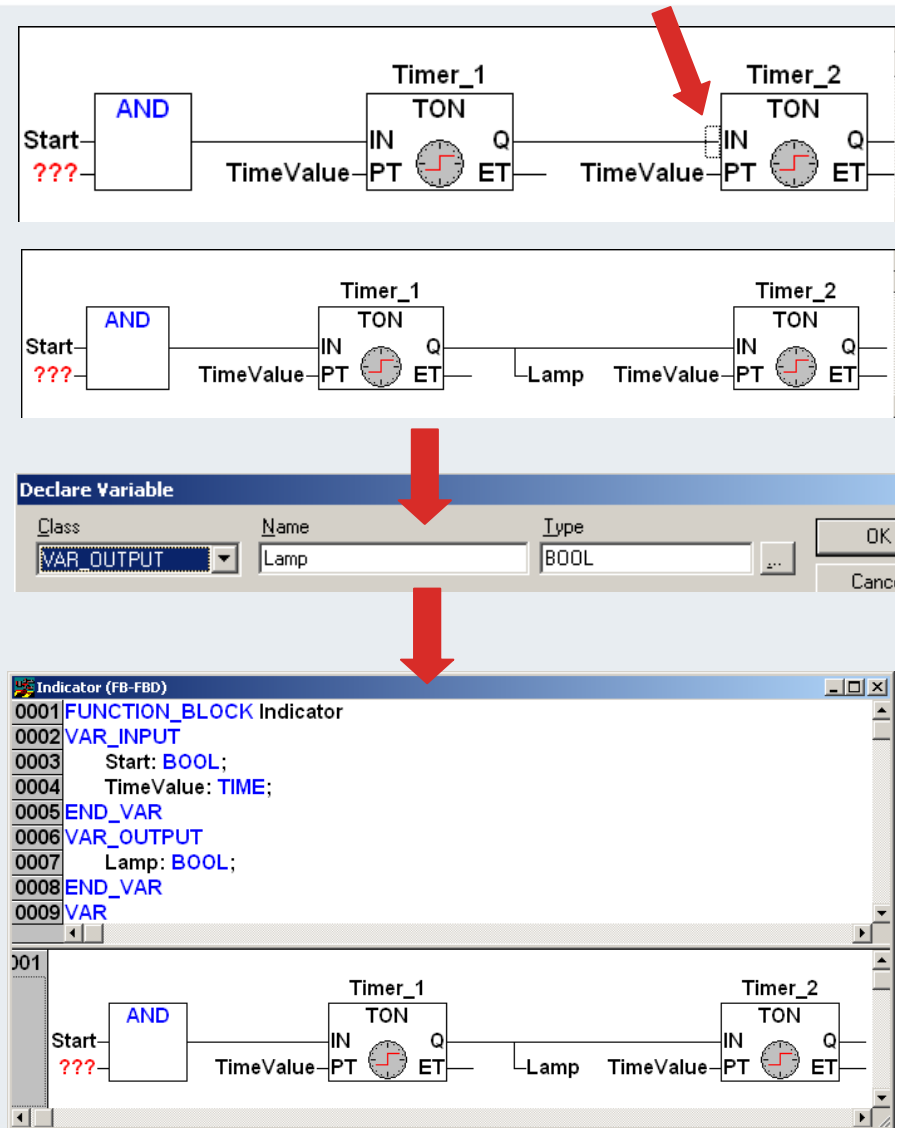 Timer_1 Timer_2
AND TON TON
Start IN Q IN Q
??? TimeValue PT ET TimeValue PT ET
Timer_1 Timer_2
AND TON TON
Start IN Q IN Q
??? TimeValue PT ET Lamp TimeValue PT ET
Declare Variable
Class Name Type OK
VAR_OUTPUT Lamp BOOL ... Canc
Indicator (FB-FBD)
0001 FUNCTION_BLOCK Indicator
0002 VAR_INPUT
0003 Start: BOOL;
0004 TimeValue: TIME;
0005 END_VAR
0006 VAR_OUTPUT
0007 Lamp: BOOL;
0008 END_VAR
0009 VAR
001
Timer_1 Timer_2
AND TON TON
Start IN Q IN Q
??? TimeValue PT ET Lamp TimeValue PT ET